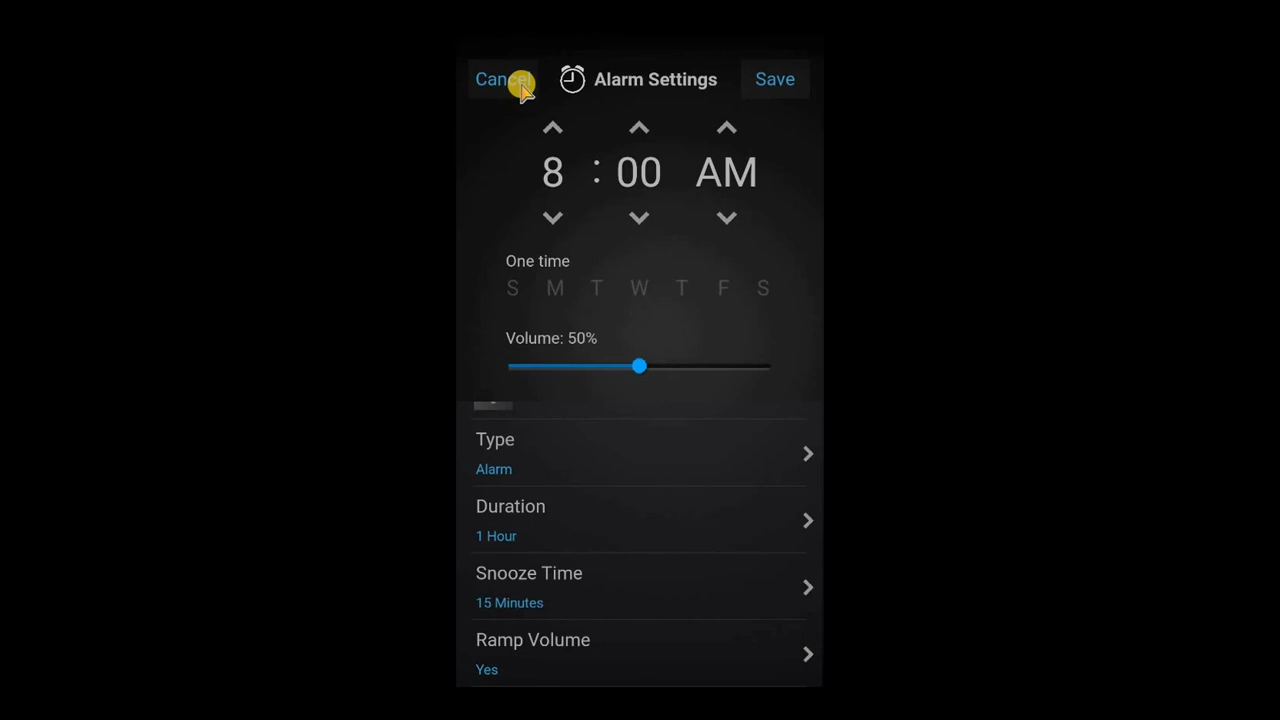 Cancel Alarm Settings Save
8 : 00 AM
One time
S M T W T F S
Volume: 50%
Type
Alarm
Duration
1 Hour
Snooze Time
15 Minutes
Ramp Volume
Yes